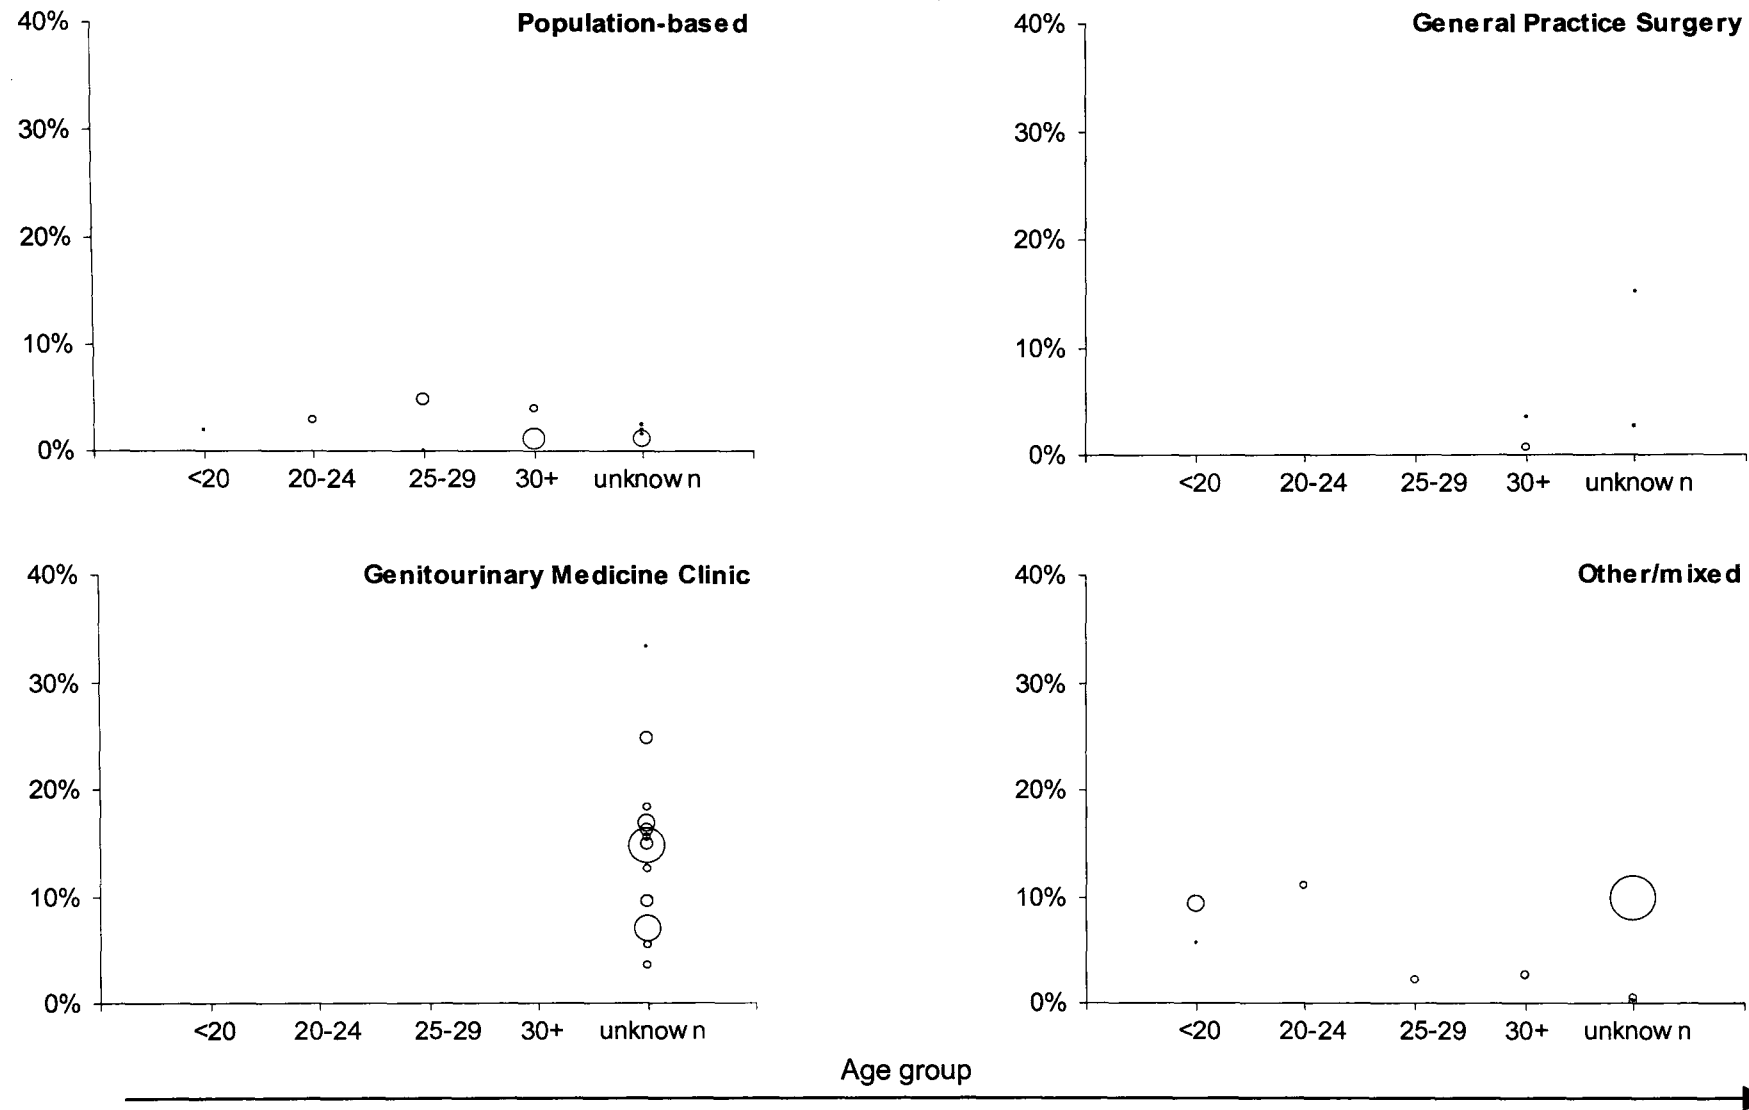 40% Population-based
30%
20%
10%
0%
<20 20-24 25-29 30+ unknown
40% General Practice Surgery
30%
20%
10%
0%
<20 20-24 25-29 30+ unknown
40% Genitourinary Medicine Clinic
30%
20%
10%
0%
<20 20-24 25-29 30+ unknown
40% Other/mixed
30%
20%
10%
0%
<20 20-24 25-29 30+ unknown
Age group